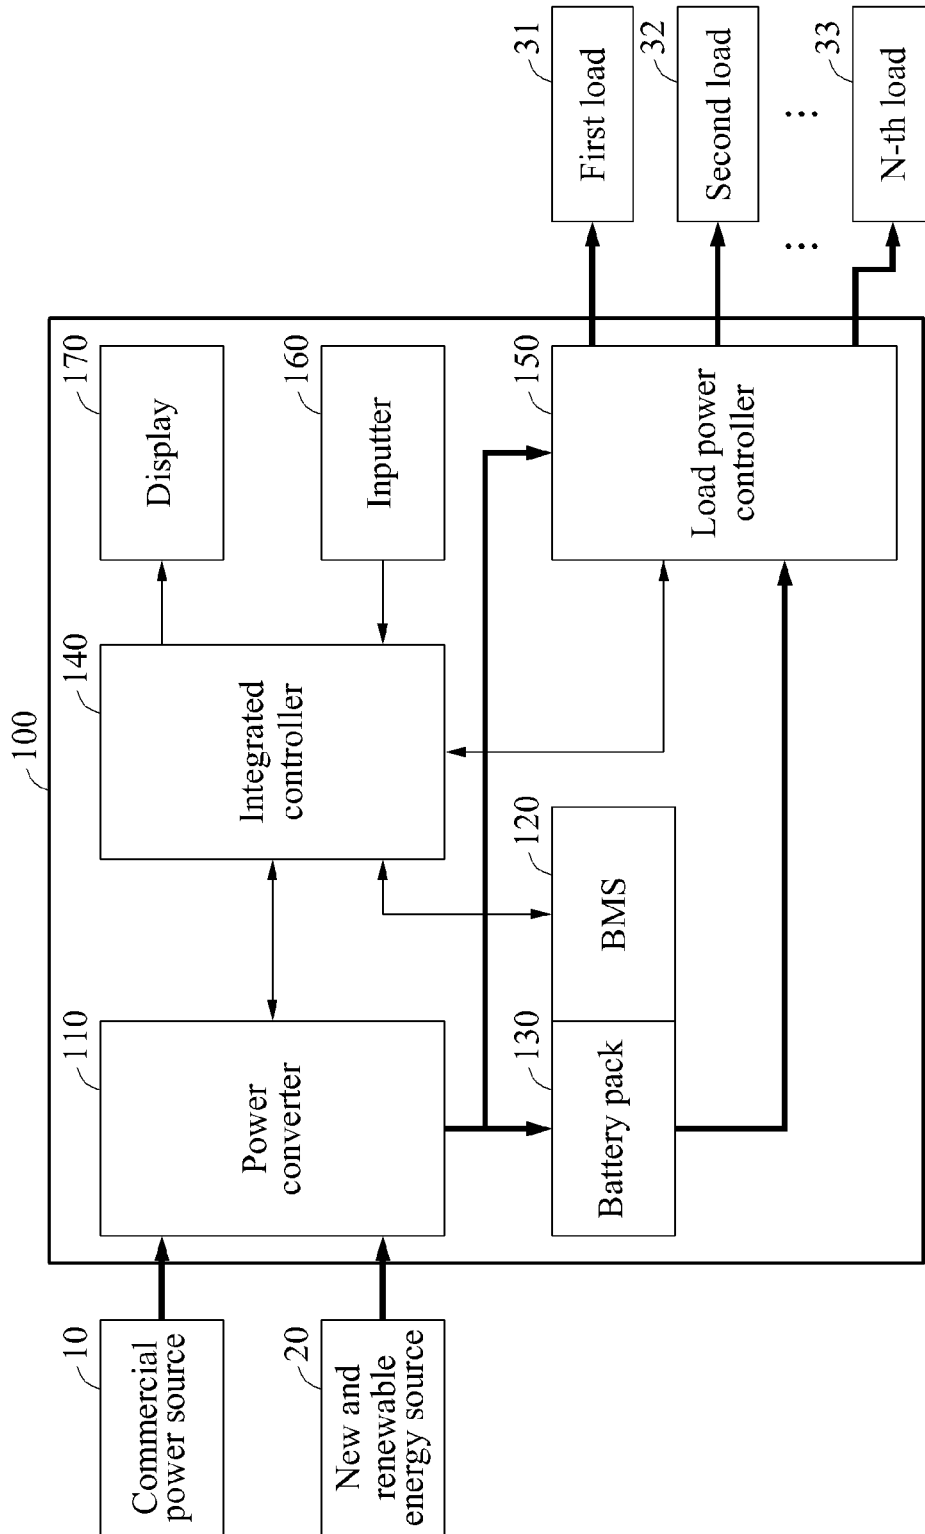 100
10
Commercial
power source
20
New and
renewable
energy source
110
Power
converter
140
Integrated
controller
170
Display
160
Inputter
130
Battery pack
120
BMS
150
Load power
controller
31
First load
32
Second load
...
...
33
N-th load